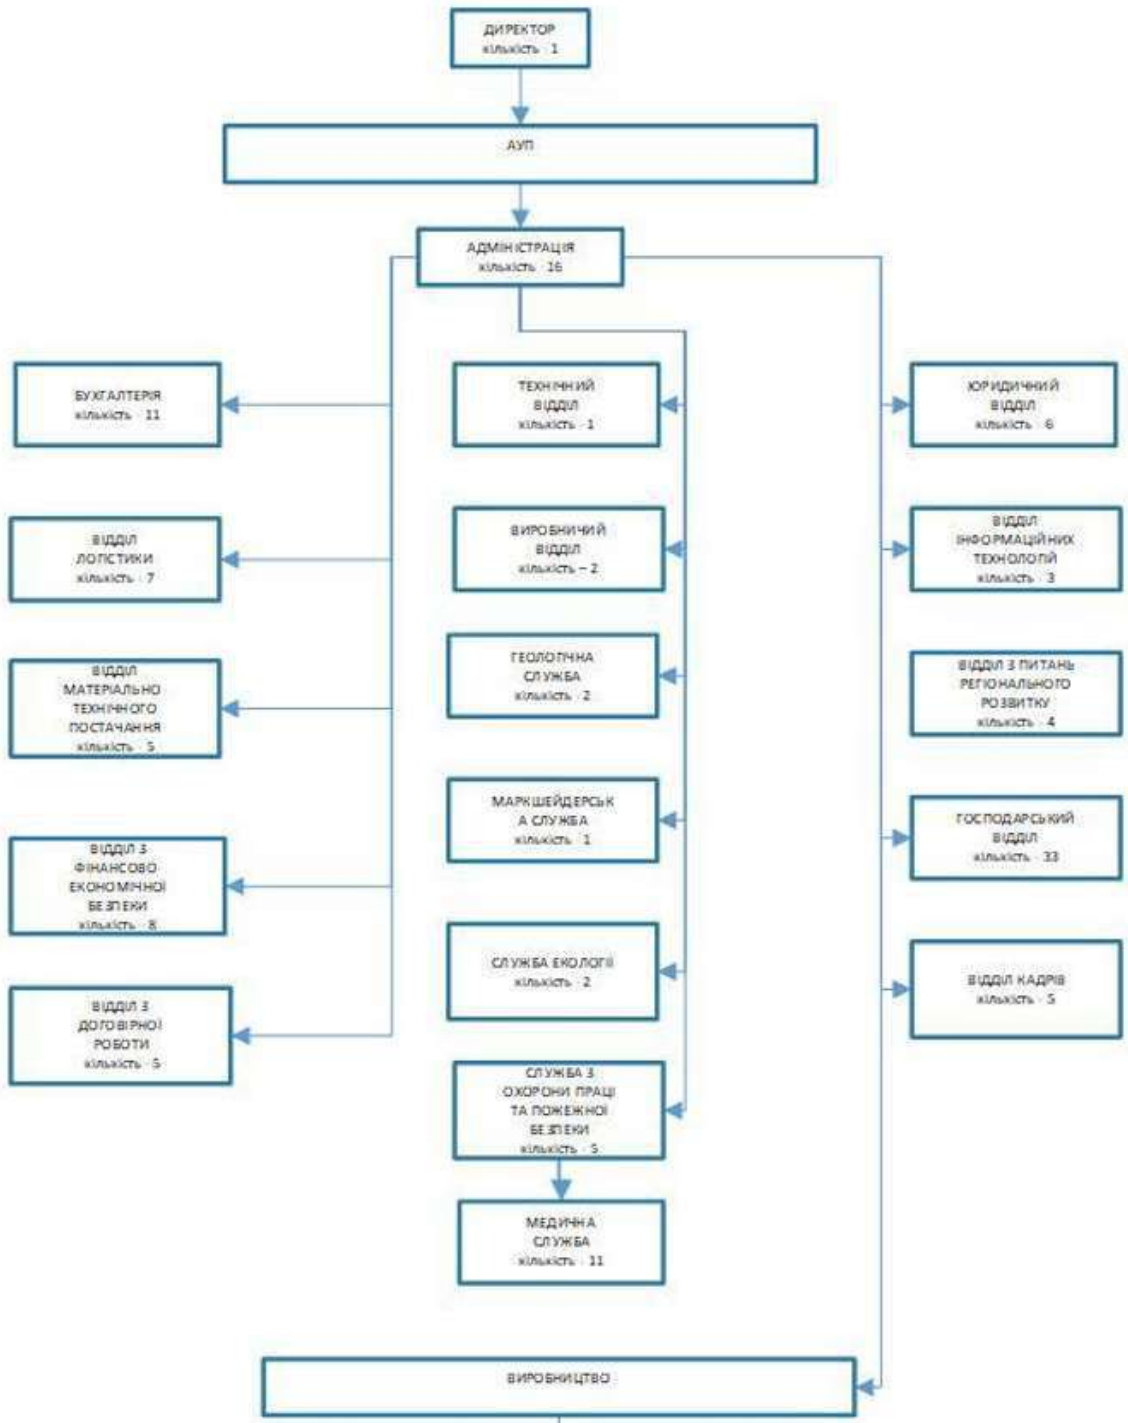 ДИРЕКТОР
кількість - 1
АУП
АДМІНІСТРАЦІЯ
кількість - 16
БУХГАЛТЕРІЯ
кількість - 11
ВІДДІЛ
ЛОГІСТИКИ
кількість - 7
ВІДДІЛ
МАТЕРІАЛЬНО
ТЕХНІЧНОГО
ПОСТАЧАННЯ
кількість - 5
ВІДДІЛ З
ФІНАНСОВО
ЕКОНОМІЧНОЇ
БЕЗПЕКИ
кількість - 8
ВІДДІЛ З
ДОГОВІРНОЇ
РОБОТИ
кількість - 5
ТЕХНІЧНИЙ
ВІДДІЛ
кількість - 1
ВИРОБНИЧИЙ
ВІДДІЛ
кількість – 2
ГЕОЛОГІЧНА
СЛУЖБА
кількість - 2
МАРКШЕЙДЕРСЬК
А СЛУЖБА
кількість - 1
СЛУЖБА ЕКОЛОГІЇ
кількість - 2
СЛУЖБА З
ОХОРОНИ ПРАЦІ
ТА ПОЖЕЖНОЇ
БЕЗПЕКИ
кількість - 5
МЕДИЧНА
СЛУЖБА
кількість - 11
ЮРИДИЧНИЙ
ВІДДІЛ
кількість - 6
ВІДДІЛ
ІНФОРМАЦІЙНИХ
ТЕХНОЛОГІЙ
кількість - 3
ВІДДІЛ З ПИТАНЬ
РЕГІОНАЛЬНОГО
РОЗВИТКУ
кількість - 4
ГОСПОДАРСЬКИЙ
ВІДДІЛ
кількість - 33
ВІДДІЛ КАДРІВ
кількість - 5
ВИРОБНИЦТВО